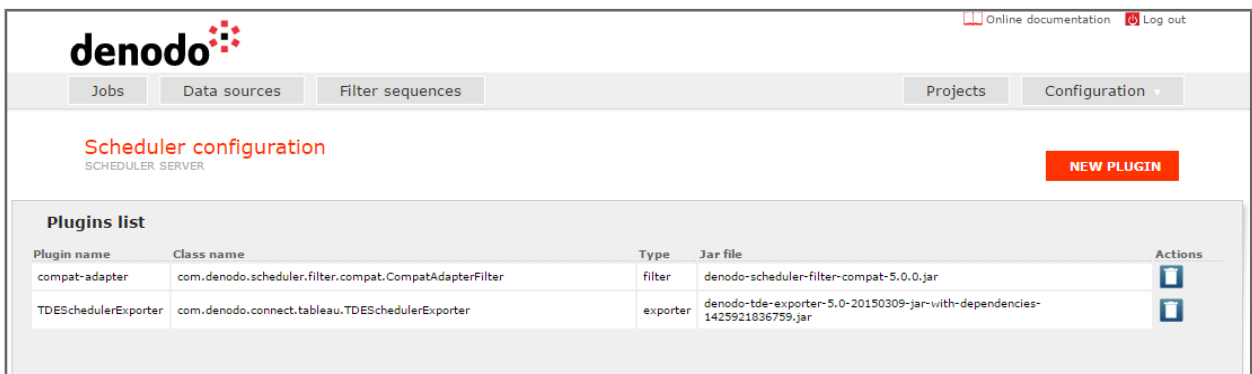 Online documentation Log out
denodo
Jobs Data sources Filter sequences Projects Configuration
Scheduler configuration
SCHEDULER SERVER
NEW PLUGIN
Plugins list
Plugin name Class name Type Jar file Actions
compat-adapter com.denodo.scheduler.filter.compat.CompatAdapterFilter filter denodo-scheduler-filter-compat-5.0.0.jar
TDESchedulerExporter com.denodo.connect.tableau.TDESchedulerExporter exporter denodo-tde-exporter-5.0-20150309-jar-with-dependencies-
1425921836759.jar